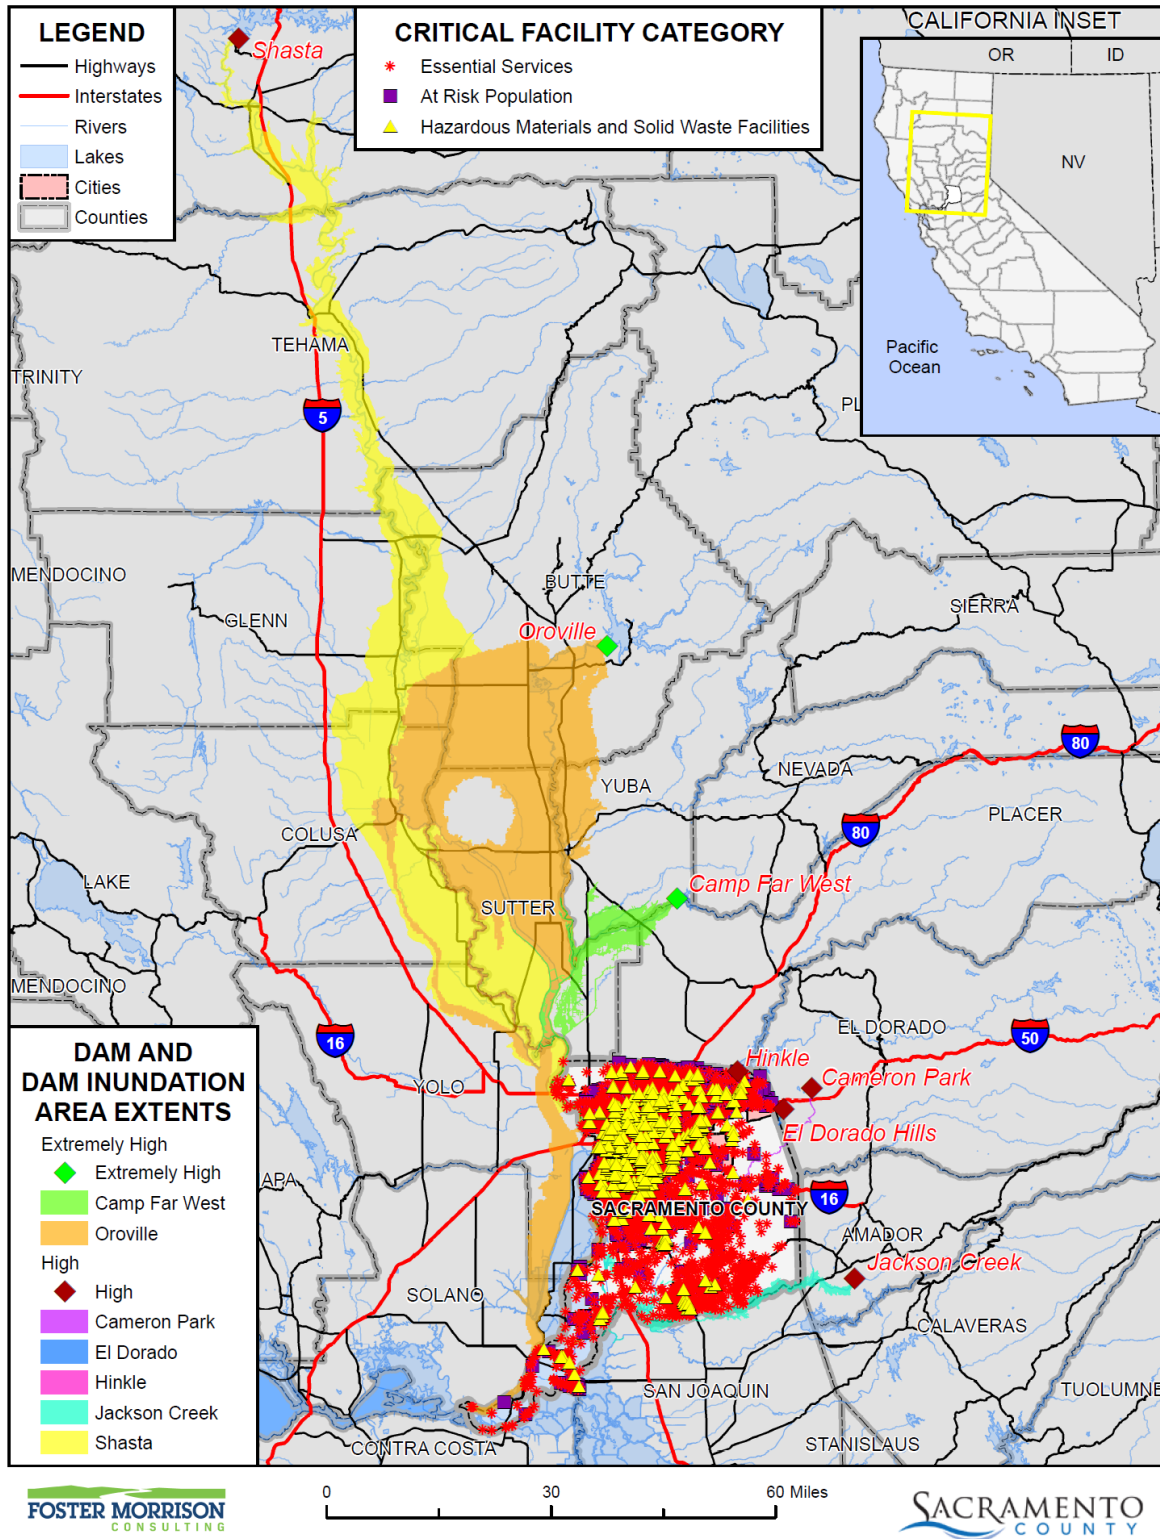 LEGEND
Highways
Interstates
Rivers
Lakes
Cities
Counties
CRITICAL FACILITY CATEGORY
Essential Services
At Risk Population
Hazardous Materials and Solid Waste Facilities
CALIFORNIA INSET
OR
ID
NV
Pacific
Ocean
Shasta
TEHAMA
TRINITY
5
PL
MENDOCINO
BUTTE
GLENN
SIERRA
Oroville
80
NEVADA
YUBA
PLACER
COLUSA
80
LAKE
Camp Far West
SUTTER
MENDOCINO
EL DORADO
16
50
Hinkle
Cameron Park
YOLO
El Dorado Hills
APA
16
SACRAMENTO COUNTY
AMADOR
Jackson Creek
SOLANO
CALAVERAS
SAN JOAQUIN
TUOLUMNE
CONTRA COSTA
STANISLAUS
DAM AND
DAM INUNDATION
AREA EXTENTS
Extremely High
Extremely High
Camp Far West
Oroville
High
High
Cameron Park
El Dorado
Hinkle
Jackson Creek
Shasta
FOSTER MORRISON
CONSULTING
0 30 60 Miles
SACRAMENTO
COUNTY